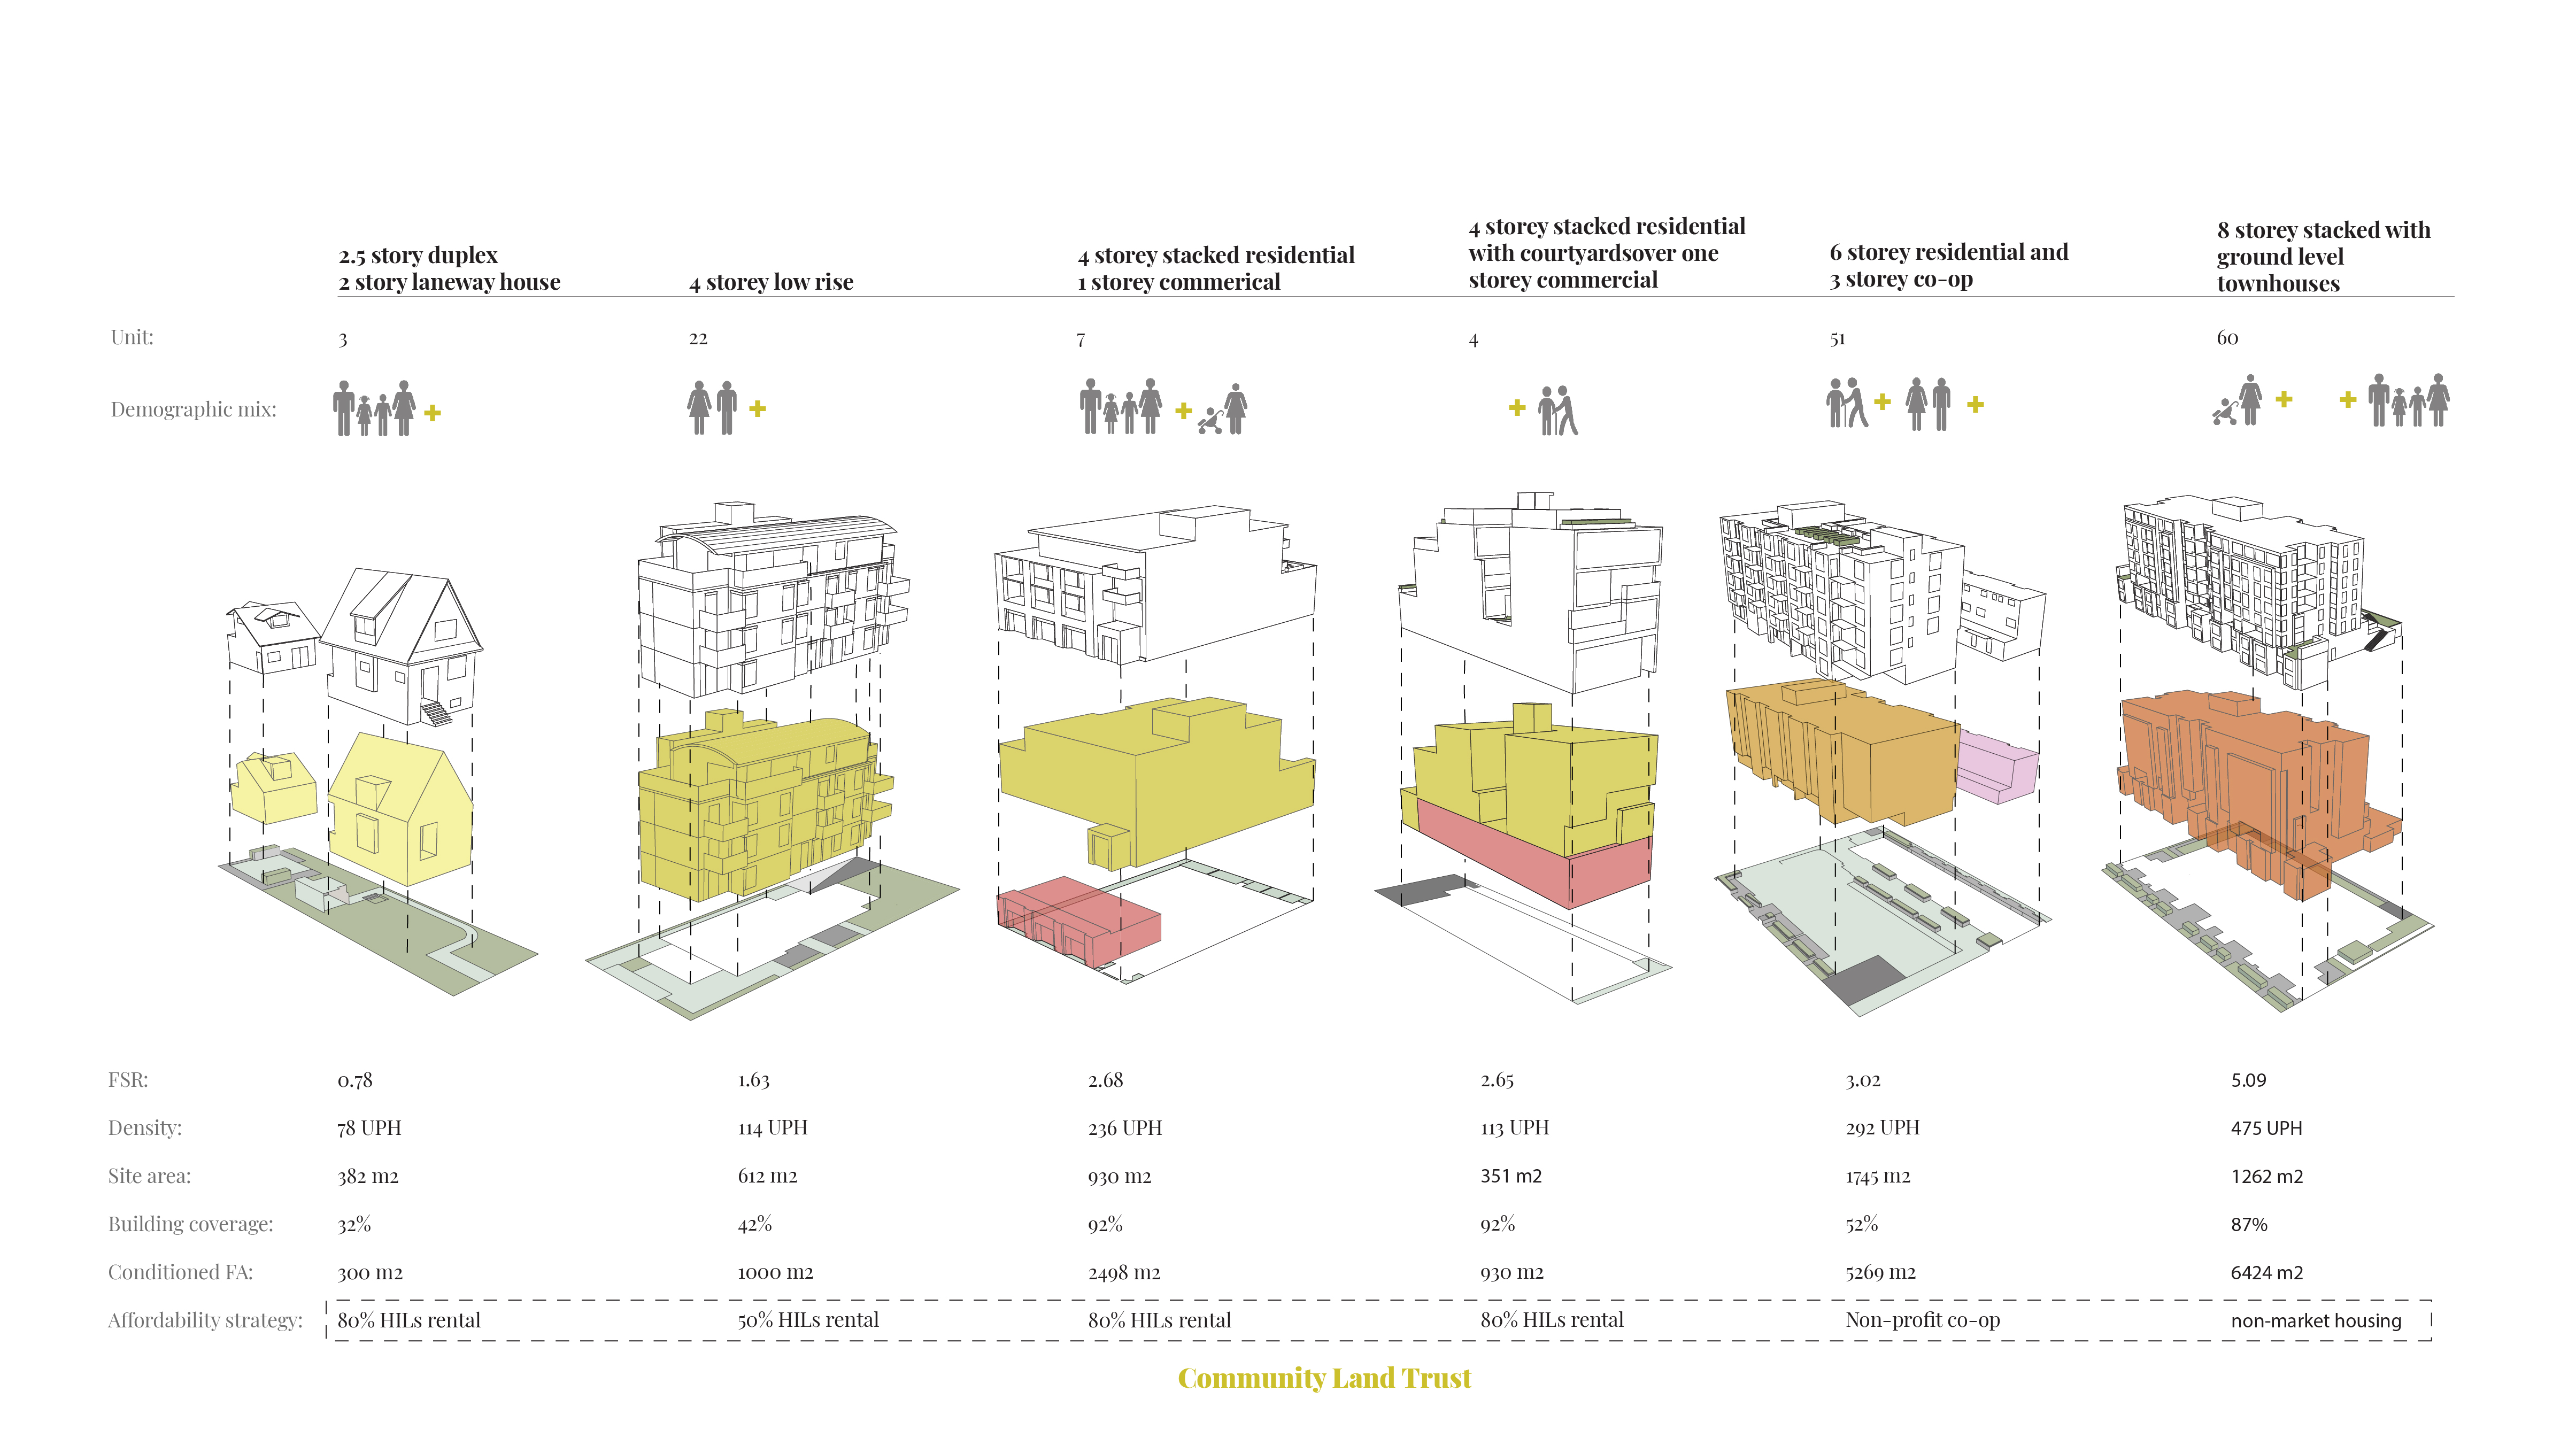 2.5 story duplex
2 story laneway house
4 storey low rise
4 storey stacked residential
1 storey commerical
4 storey stacked residential
with courtyardsover one
storey commercial
6 storey residential and
3 storey co-op
8 storey stacked with
ground level
townhouses
Unit: 3 22 7 4 51 60
Demographic mix: + + + + + + + +
FSR: 0.78 1.63 2.68 2.65 3.02 5.09
Density: 78 UPH 114 UPH 236 UPH 113 UPH 292 UPH 475 UPH
Site area: 382 m2 612 m2 930 m2 351 m2 1745 m2 1262 m2
Building coverage: 32% 42% 92% 92% 52% 87%
Conditioned FA: 300 m2 1000 m2 2498 m2 930 m2 5269 m2 6424 m2
Affordability strategy: 80% HILs rental 50% HILs rental 80% HILs rental 80% HILs rental Non-profit co-op non-market housing
Community Land Trust